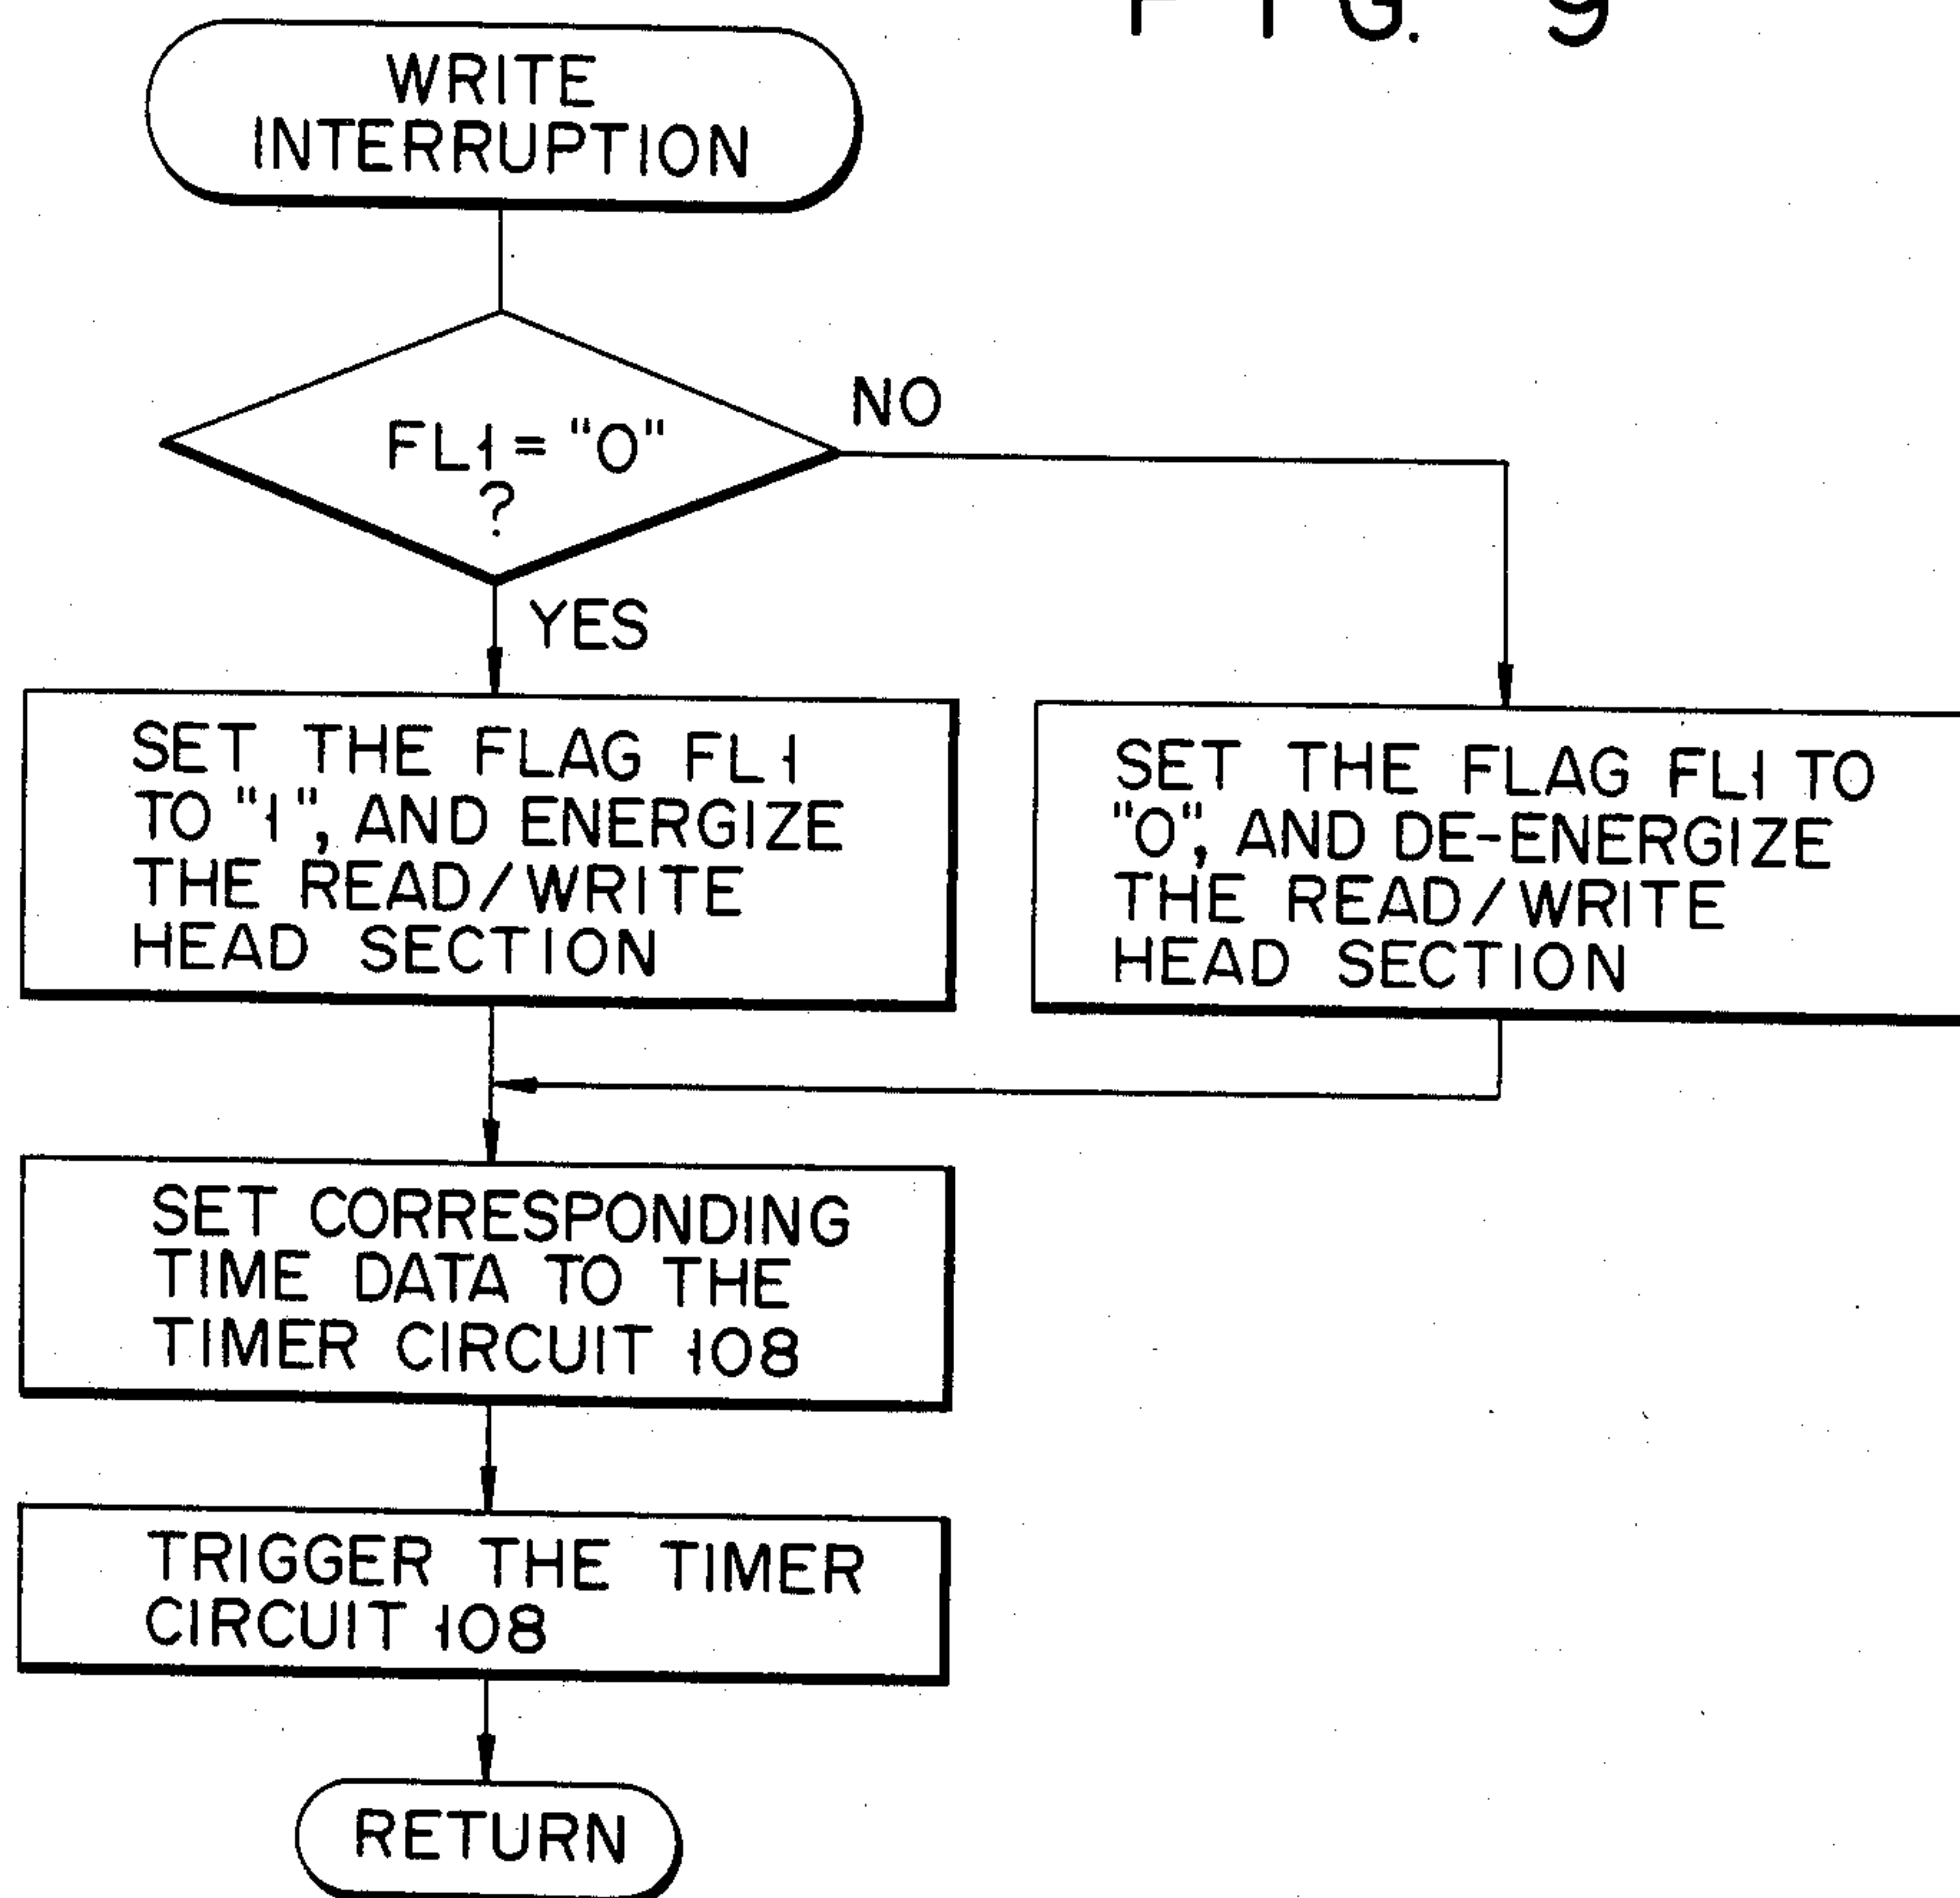 FIG. 9
WRITE
INTERRUPTION
FL1 = "0"
?
NO
YES
SET THE FLAG FL1
TO "1", AND ENERGIZE
THE READ/WRITE
HEAD SECTION
SET THE FLAG FL1 TO
"0", AND DE-ENERGIZE
THE READ/WRITE
HEAD SECTION
SET CORRESPONDING
TIME DATA TO THE
TIMER CIRCUIT 108
TRIGGER THE TIMER
CIRCUIT 108
RETURN